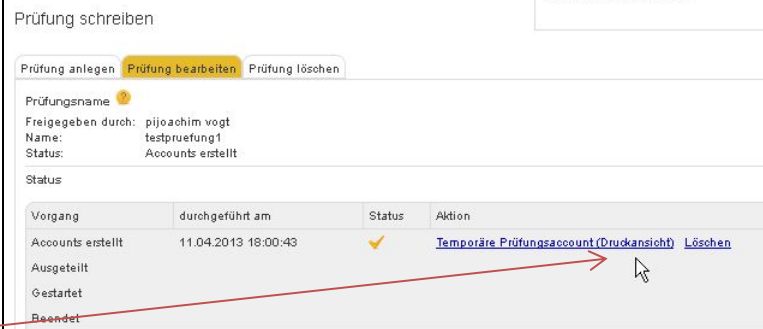 Prüfung schreiben
Prüfung anlegen Prüfung bearbeiten Prüfung löschen
Prüfungsname ?
Freigegeben durch: pijoachim vogt
Name: testpruefung1
Status: Accounts erstellt
Status
Vorgang durchgeführt am Status Aktion
Accounts erstellt 11.04.2013 18:00:43 Temporäre Prüfungsaccount (Druckansicht) Löschen
Ausgeteilt
Gestartet
Beendet